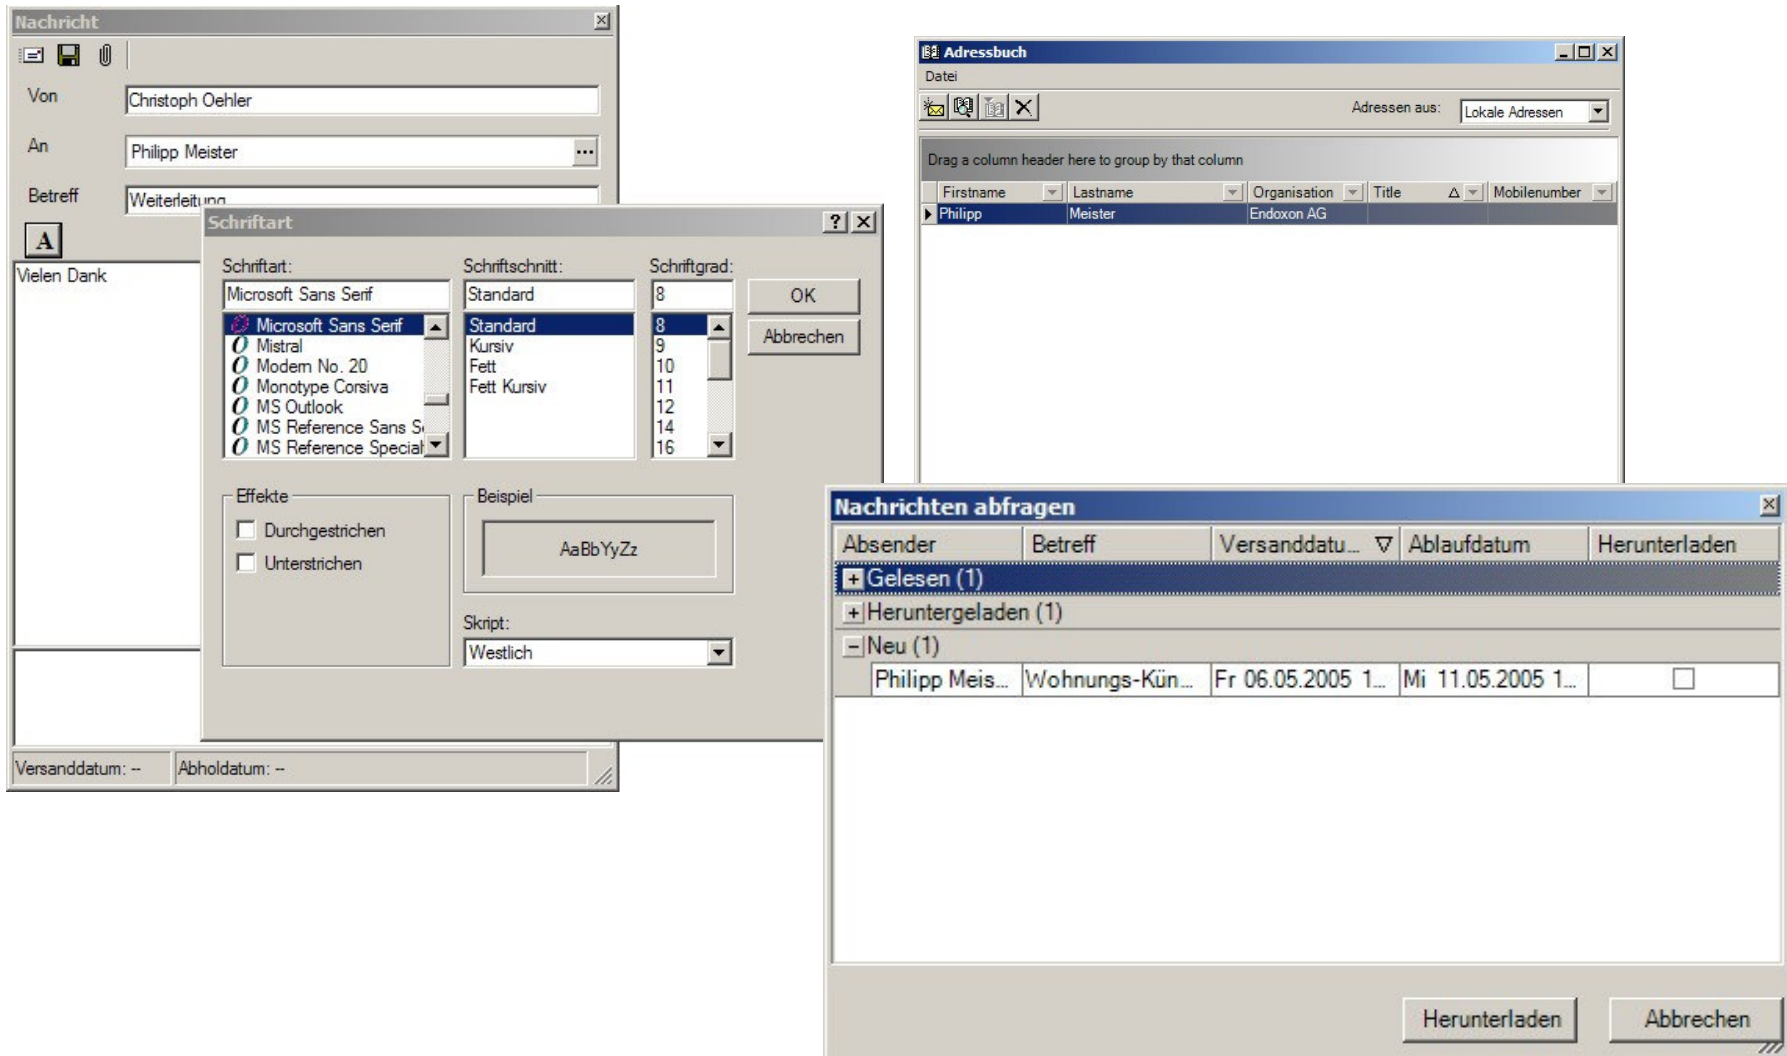 Nachricht
Von Christoph Oehler
An Philipp Meister ...
Betreff Weiterleitung
A
Vielen Dank
Versanddatum: -- Abholdatum: --
Schriftart
Schriftart: Schriftschnitt: Schriftgrad:
Microsoft Sans Serif Standard 8 OK
Microsoft Sans Serif Standard 8 Abbrechen
Mistral Kursiv 9
Modern No. 20 Fett 10
Monotype Corsiva Fett Kursiv 11
MS Outlook 12
MS Reference Sans Se 14
MS Reference Special 16
Effekte Beispiel
Durchgestrichen AaBbYyZz
Unterstrichen
Skript:
Westlich
Adressbuch
Datei
Adressen aus: Lokale Adressen
Drag a column header here to group by that column
Firstname Lastname Organisation Title Mobilenumber
Philipp Meister Endoxon AG
Nachrichten abfragen
Absender Betreff Versanddatu... Ablaufdatum Herunterladen
Gelesen (1)
Heruntergeladen (1)
Neu (1)
Philipp Meis... Wohnungs-Kün... Fr 06.05.2005 1... Mi 11.05.2005 1...
Herunterladen Abbrechen